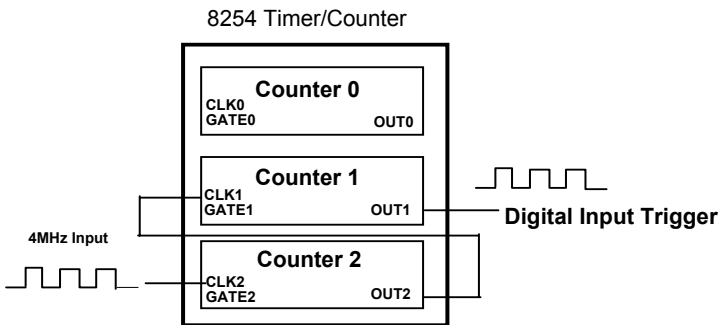 8254 Timer/Counter
Counter 0
CLK0
GATE0
OUT0
Counter 1
CLK1
GATE1
OUT1
Digital Input Trigger
4MHz Input
Counter 2
CLK2
GATE2
OUT2